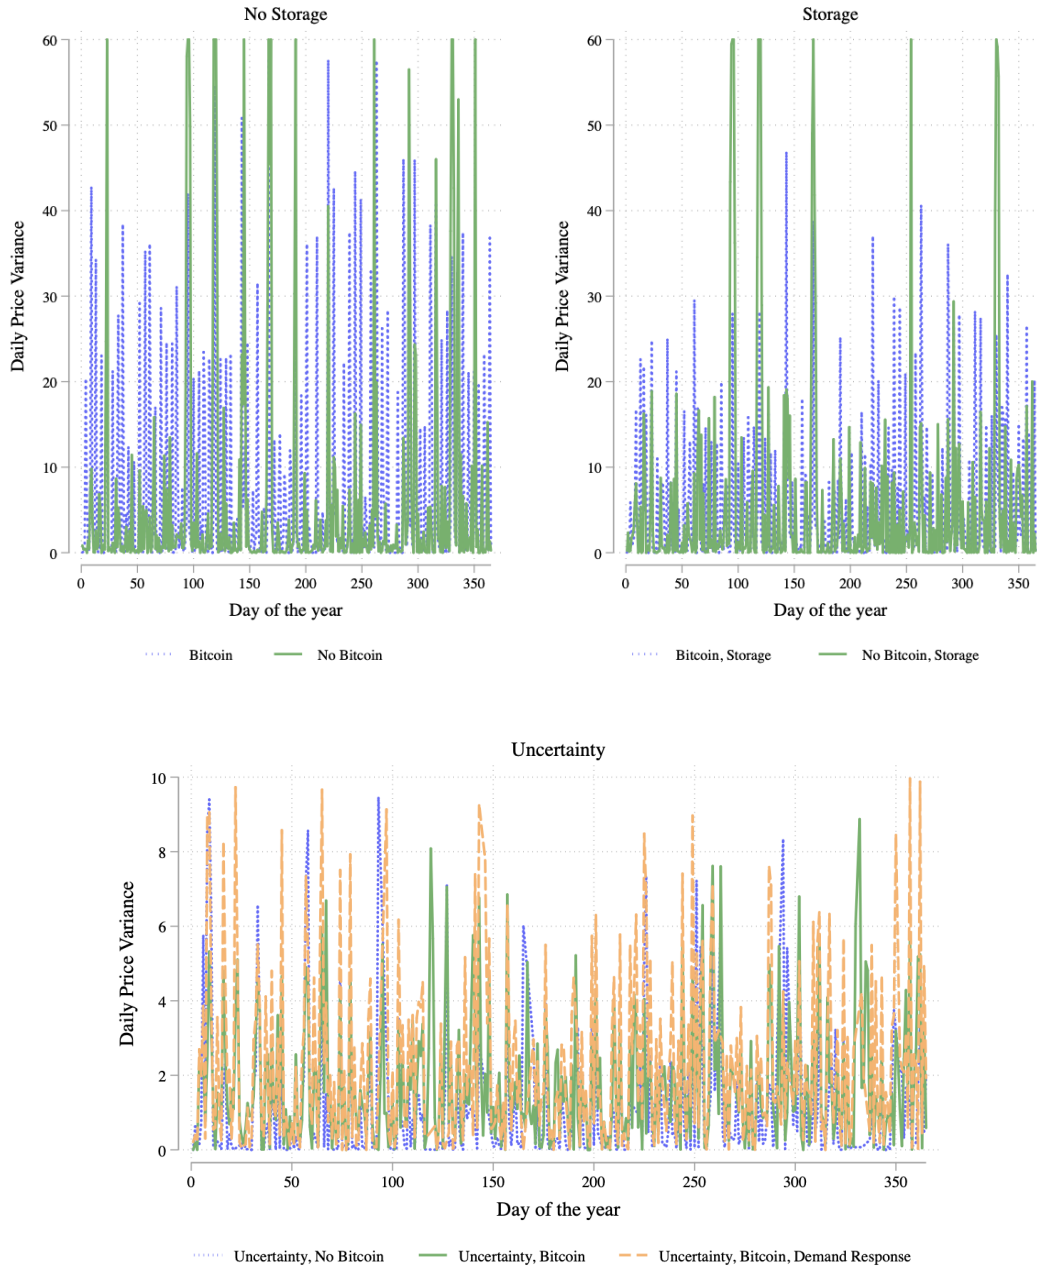 No Storage
Storage
60
50
40
30
20
10
0
Daily Price Variance
0 50 100 150 200 250 300 350
Day of the year
Bitcoin No Bitcoin
60
50
40
30
20
10
0
Daily Price Variance
0 50 100 150 200 250 300 350
Day of the year
Bitcoin, Storage No Bitcoin, Storage
Uncertainty
10
8
6
4
2
0
Daily Price Variance
0 50 100 150 200 250 300 350
Day of the year
Uncertainty, No Bitcoin Uncertainty, Bitcoin Uncertainty, Bitcoin, Demand Response